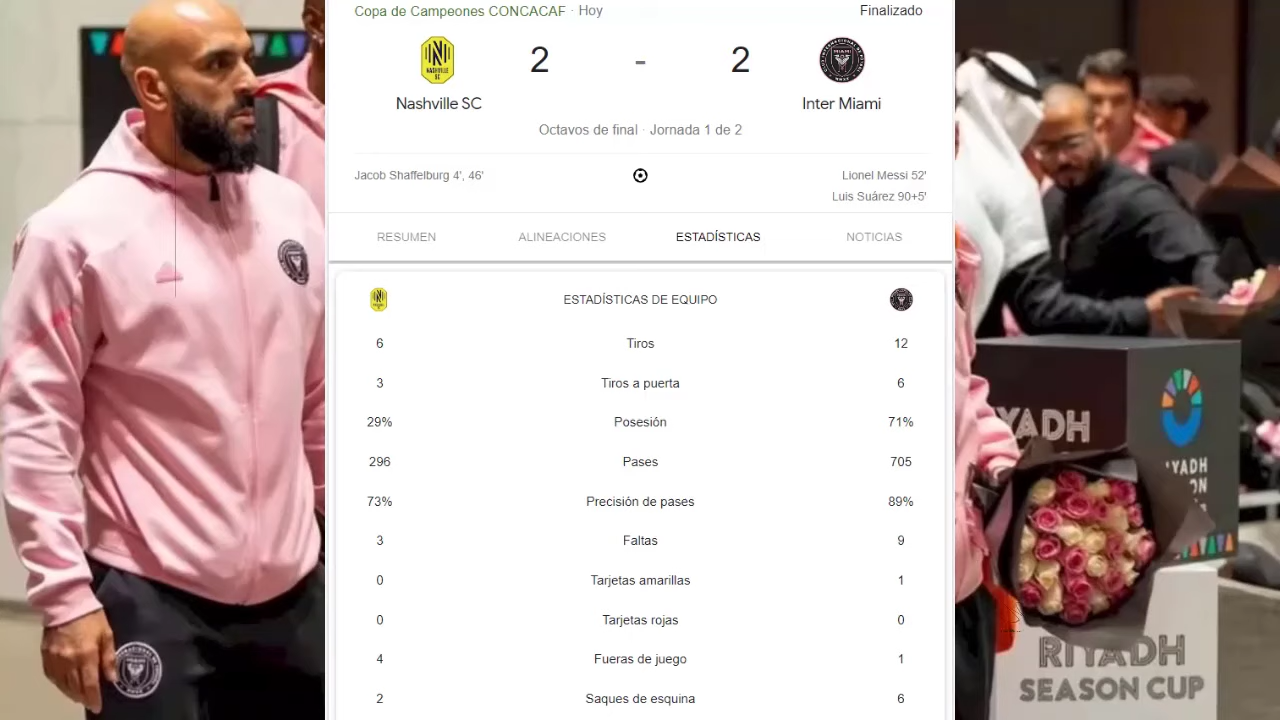 Copa de Campeones CONCACAF · Hoy
Finalizado
2 - 2
Nashville SC
Inter Miami
Octavos de final · Jornada 1 de 2
Jacob Shaffelburg 4', 46'
Lionel Messi 52'
Luis Suárez 90+5'
RESUMEN ALINEACIONES ESTADÍSTICAS NOTICIAS
ESTADÍSTICAS DE EQUIPO
6 Tiros 12
3 Tiros a puerta 6
29% Posesión 71%
296 Pases 705
73% Precisión de pases 89%
3 Faltas 9
0 Tarjetas amarillas 1
0 Tarjetas rojas 0
4 Fueras de juego 1
2 Saques de esquina 6
YADH
RIYADH
SEASON CUP